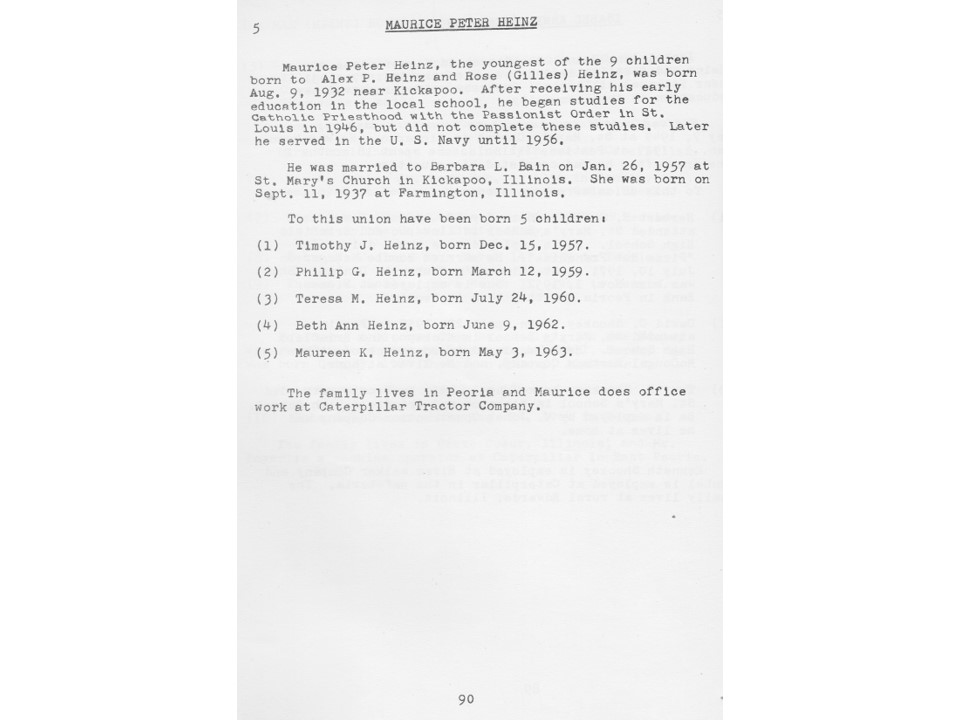 5
MAURICE PETER HEINZ
Maurice Peter Heinz, the youngest of the 9 children
born to Alex P. Heinz and Rose (Gilles) Heinz, was born
Aug. 9, 1932 near Kickapoo. After receiving his early
education in the local school, he began studies for the
Catholic Priesthood with the Passionist Order in St.
Louis in 1946, but did not complete these studies. Later
he served in the U. S. Navy until 1956.
He was married to Barbara L. Bain on Jan. 26, 1957 at
St. Mary's Church in Kickapoo, Illinois. She was born on
Sept. 11, 1937 at Farmington, Illinois.
To this union have been born 5 children:
(1) Timothy J. Heinz, born Dec. 15, 1957.
(2) Philip G. Heinz, born March 12, 1959.
(3) Teresa M. Heinz, born July 24, 1960.
(4) Beth Ann Heinz, born June 9, 1962.
(5) Maureen K. Heinz, born May 3, 1963.
The family lives in Peoria and Maurice does office
work at Caterpillar Tractor Company.
90